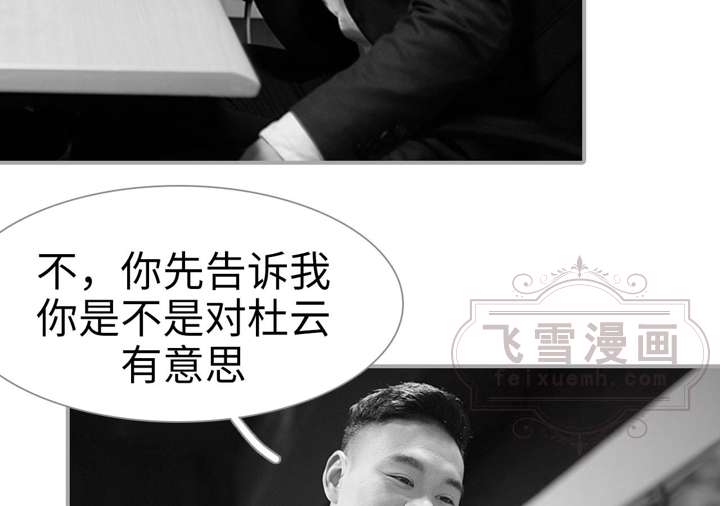 不，你先告诉我
你是不是对杜云
有意思
飞雪漫画
feixuemh.com